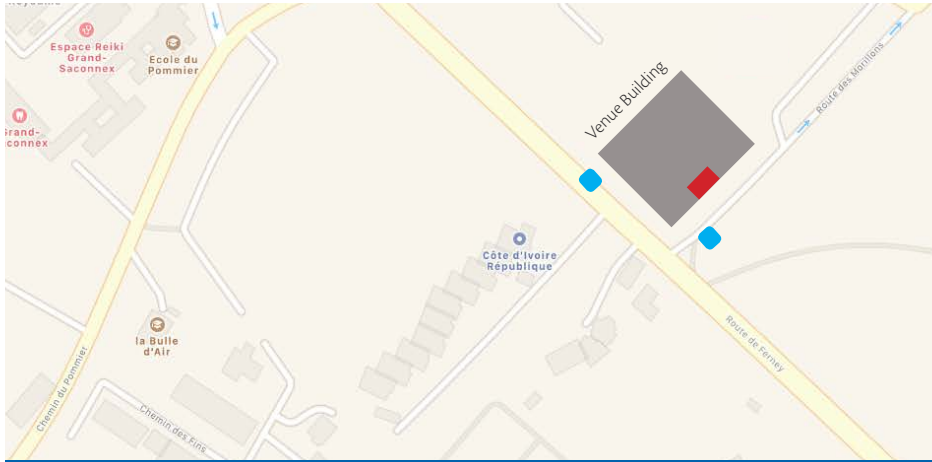 Espace Reiki
Grand-
Saconnex
Ecole du
Pommier
Grand-
connex
Venue Building
Route des Morillons
Côte d'Ivoire
République
la Bulle
d'Air
Chemin du Pommier
Chemin des Fins
Route de Ferney